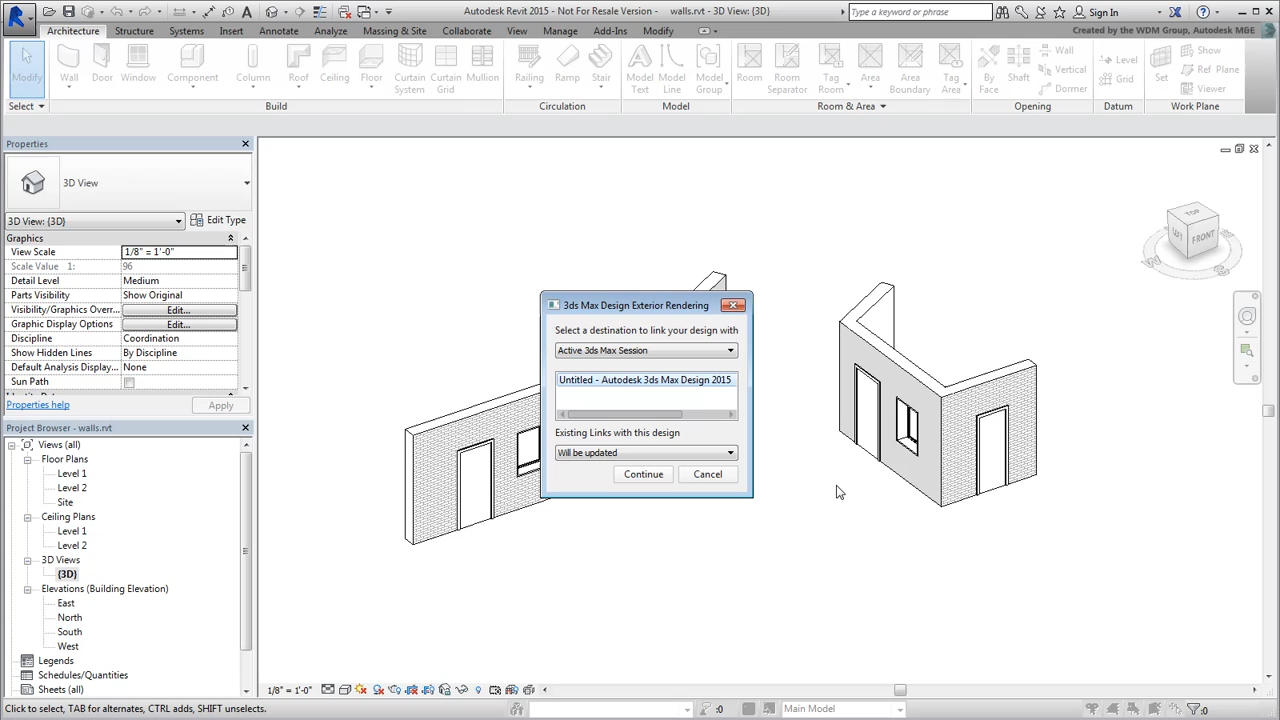 Autodesk Revit 2015 - Not For Resale Version - walls.rvt - 3D View: {3D}
Type a keyword or phrase
Sign In
Architecture Structure Systems Insert Annotate Analyze Massing & Site Collaborate View Manage Add-Ins Modify
Created by the WDM Group, Autodesk M&E
Modify
Wall
Door
Window
Component
Column
Roof
Ceiling
Floor
Curtain System
Curtain Grid
Mullion
Railing
Ramp
Stair
Model Text
Model Line
Model Group
Room
Room Separator
Tag Room
Area
Area Boundary
Tag Area
By Face
Shaft
Wall
Vertical
Dormer
Level
Grid
Set
Show
Ref Plane
Viewer
Select
Build
Circulation
Model
Room & Area
Opening
Datum
Work Plane
Properties
3D View
3D View: {3D}
Edit Type
Graphics
View Scale 1/8" = 1'-0"
Scale Value 1: 96
Detail Level Medium
Parts Visibility Show Original
Visibility/Graphics Overr... Edit...
Graphic Display Options Edit...
Discipline Coordination
Show Hidden Lines By Discipline
Default Analysis Display... None
Sun Path
Properties help
Apply
Project Browser - walls.rvt
Views (all)
Floor Plans
Level 1
Level 2
Site
Ceiling Plans
Level 1
Level 2
3D Views
{3D}
Elevations (Building Elevation)
East
North
South
West
Legends
Schedules/Quantities
Sheets (all)
3ds Max Design Exterior Rendering
Select a destination to link your design with
Active 3ds Max Session
Untitled - Autodesk 3ds Max Design 2015
Existing Links with this design
Will be updated
Continue
Cancel
TOP
FRONT
1/8" = 1'-0"
Click to select, TAB for alternates, CTRL adds, SHIFT unselects.
:0
Main Model
:0